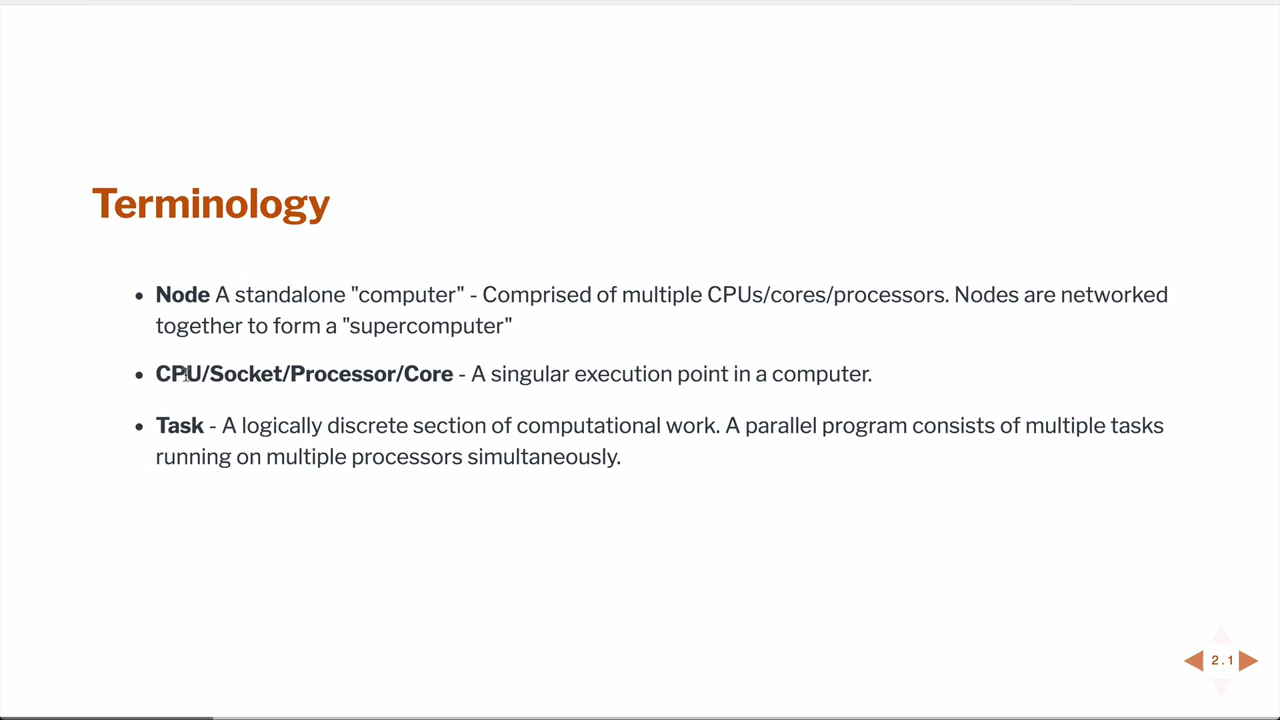 Terminology
• Node A standalone "computer" - Comprised of multiple CPUs/cores/processors. Nodes are networked
together to form a "supercomputer"
• CPU/Socket/Processor/Core - A singular execution point in a computer.
• Task - A logically discrete section of computational work. A parallel program consists of multiple tasks
running on multiple processors simultaneously.
2.1